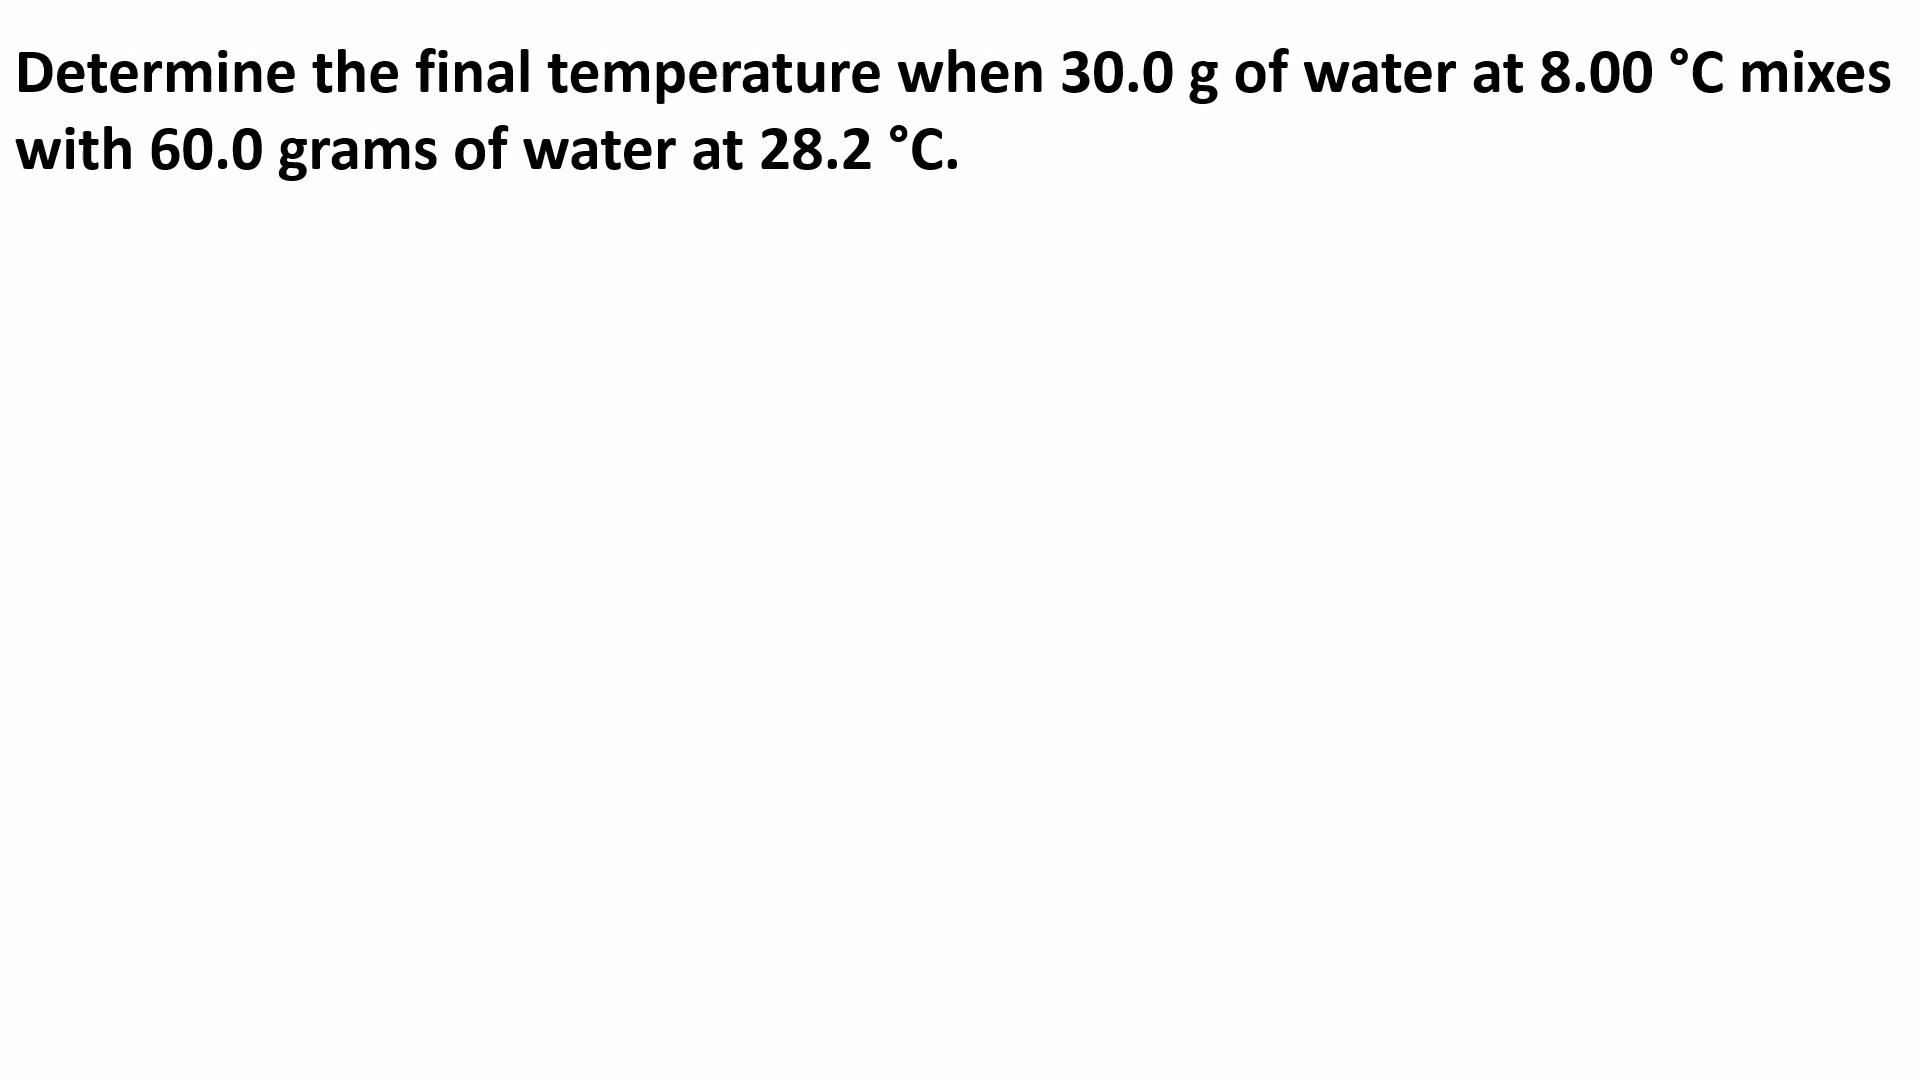 Determine the final temperature when 30.0 g of water at 8.00 °C mixes
with 60.0 grams of water at 28.2 °C.